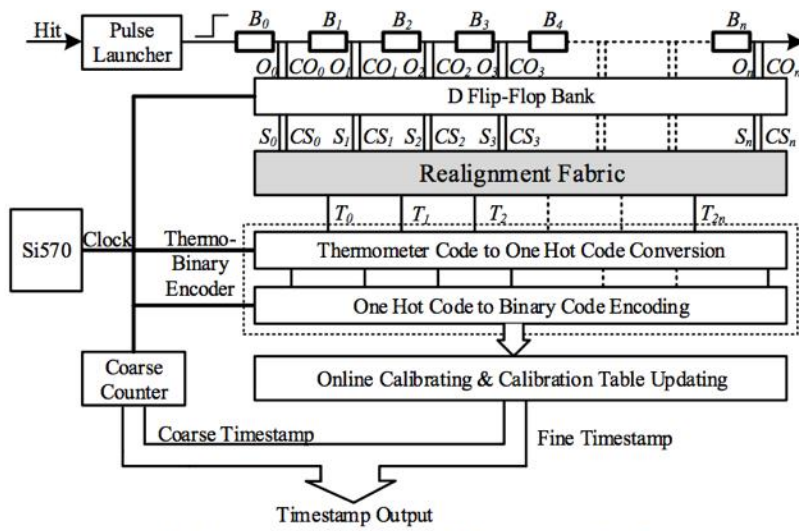 Hit
Pulse Launcher
B0 B1 B2 B3 B4 Bn
O0 CO0 O1 CO1 O2 CO2 O3 CO3 On COn
D Flip-Flop Bank
S0 CS0 S1 CS1 S2 CS2 S3 CS3 Sn CSn
Realignment Fabric
T0 T1 T2 T2n
Si570
Clock
Thermo-
Binary
Encoder
Thermometer Code to One Hot Code Conversion
One Hot Code to Binary Code Encoding
Coarse
Counter
Online Calibrating & Calibration Table Updating
Coarse Timestamp
Fine Timestamp
Timestamp Output